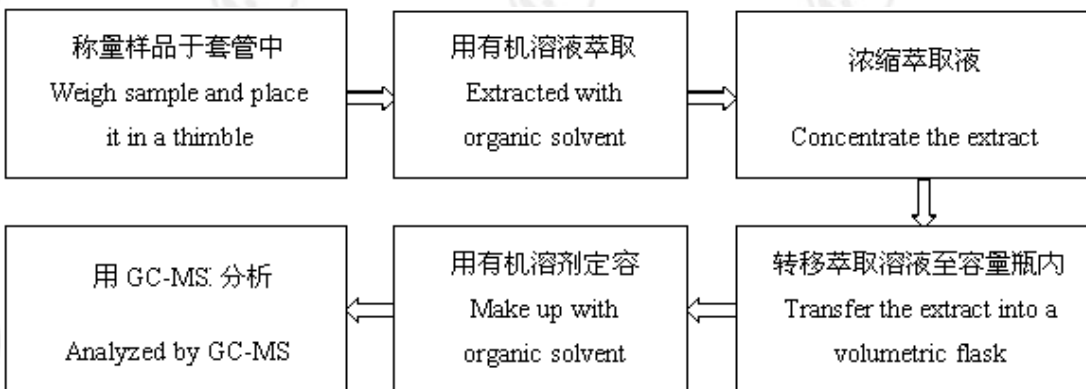 称量样品于套管中
Weigh sample and place
it in a thimble
用有机溶液萃取
Extracted with
organic solvent
浓缩萃取液
Concentrate the extract
转移萃取溶液至容量瓶内
Transfer the extract into a
volumetric flask
用有机溶剂定容
Make up with
organic solvent
用 GC-MS 分析
Analyzed by GC-MS